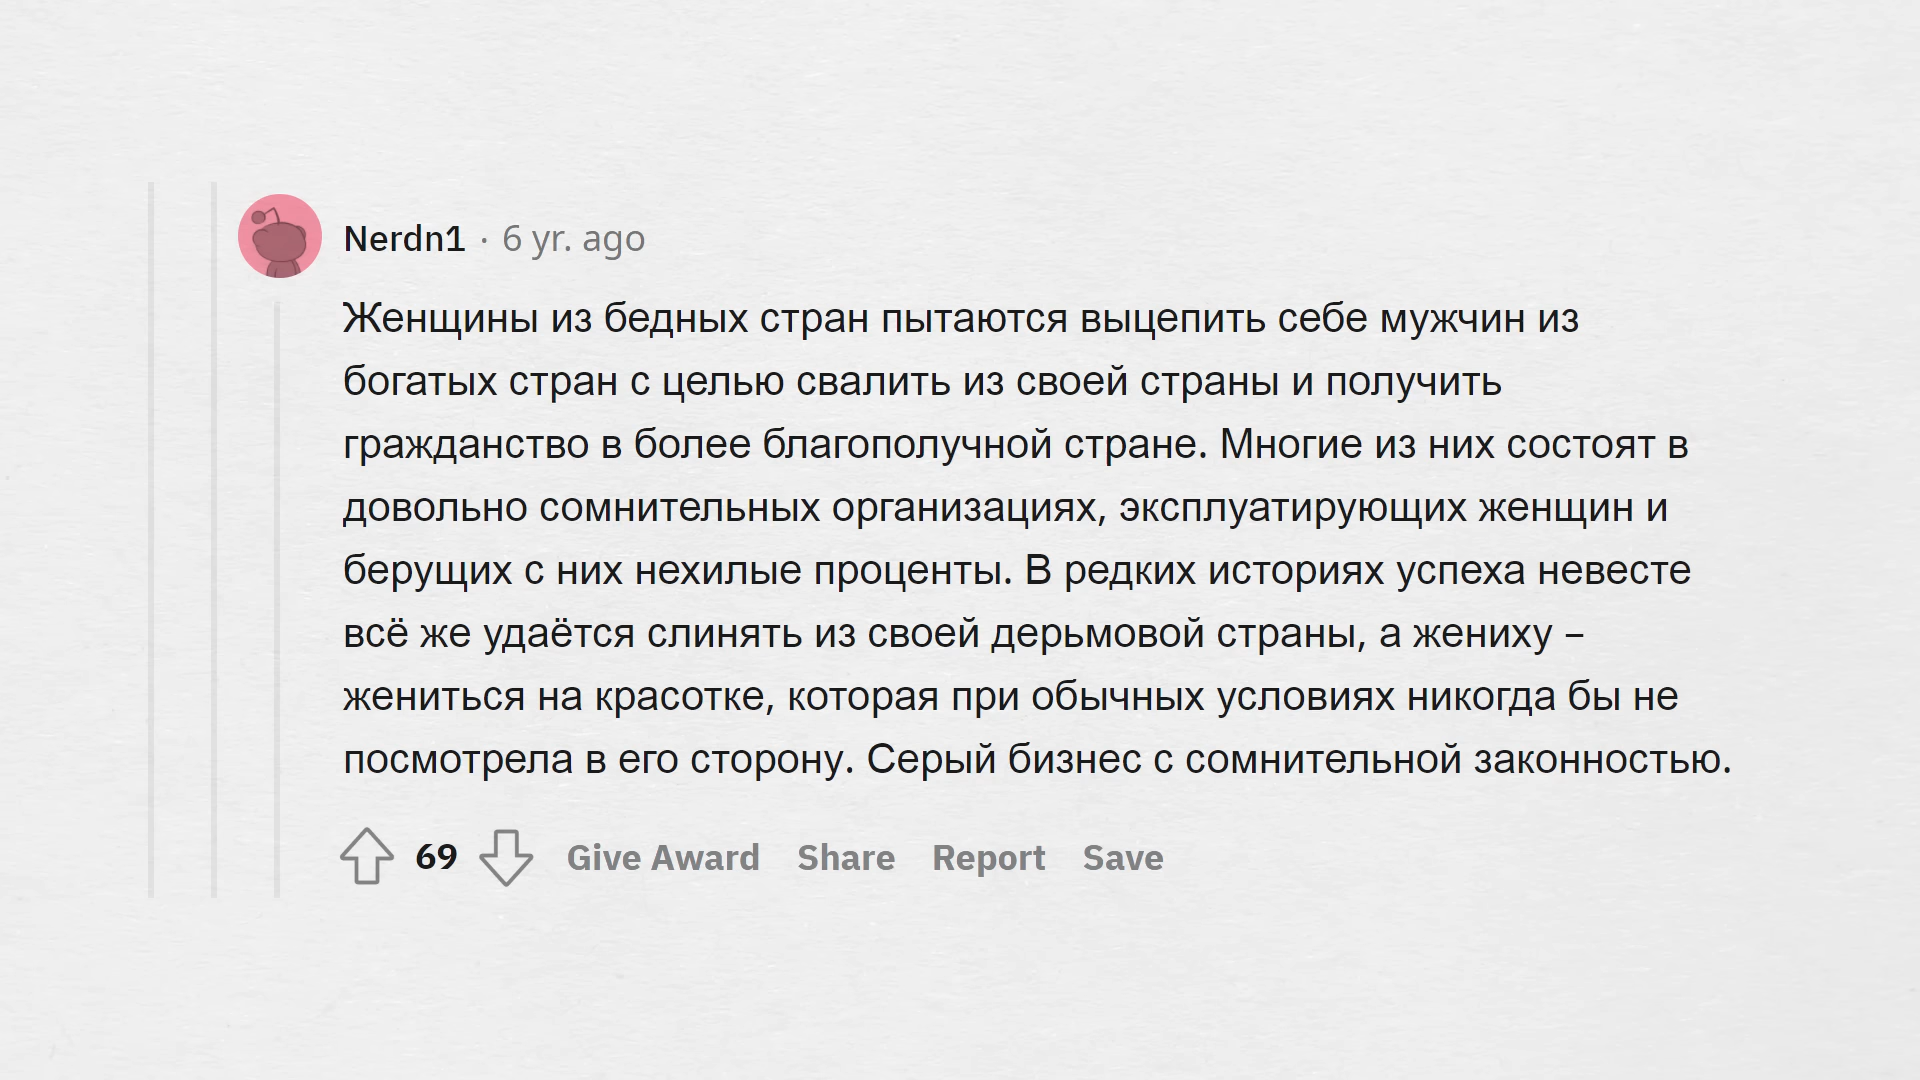 Nerdn1 · 6 yr. ago
Женщины из бедных стран пытаются выцепить себе мужчин из
богатых стран с целью свалить из своей страны и получить
гражданство в более благополучной стране. Многие из них состоят в
довольно сомнительных организациях, эксплуатирующих женщин и
берущих с них нехилые проценты. В редких историях успеха невесте
всё же удаётся слинять из своей дерьмовой страны, а жениху –
жениться на красотке, которая при обычных условиях никогда бы не
посмотрела в его сторону. Серый бизнес с сомнительной законностью.
69 Give Award Share Report Save